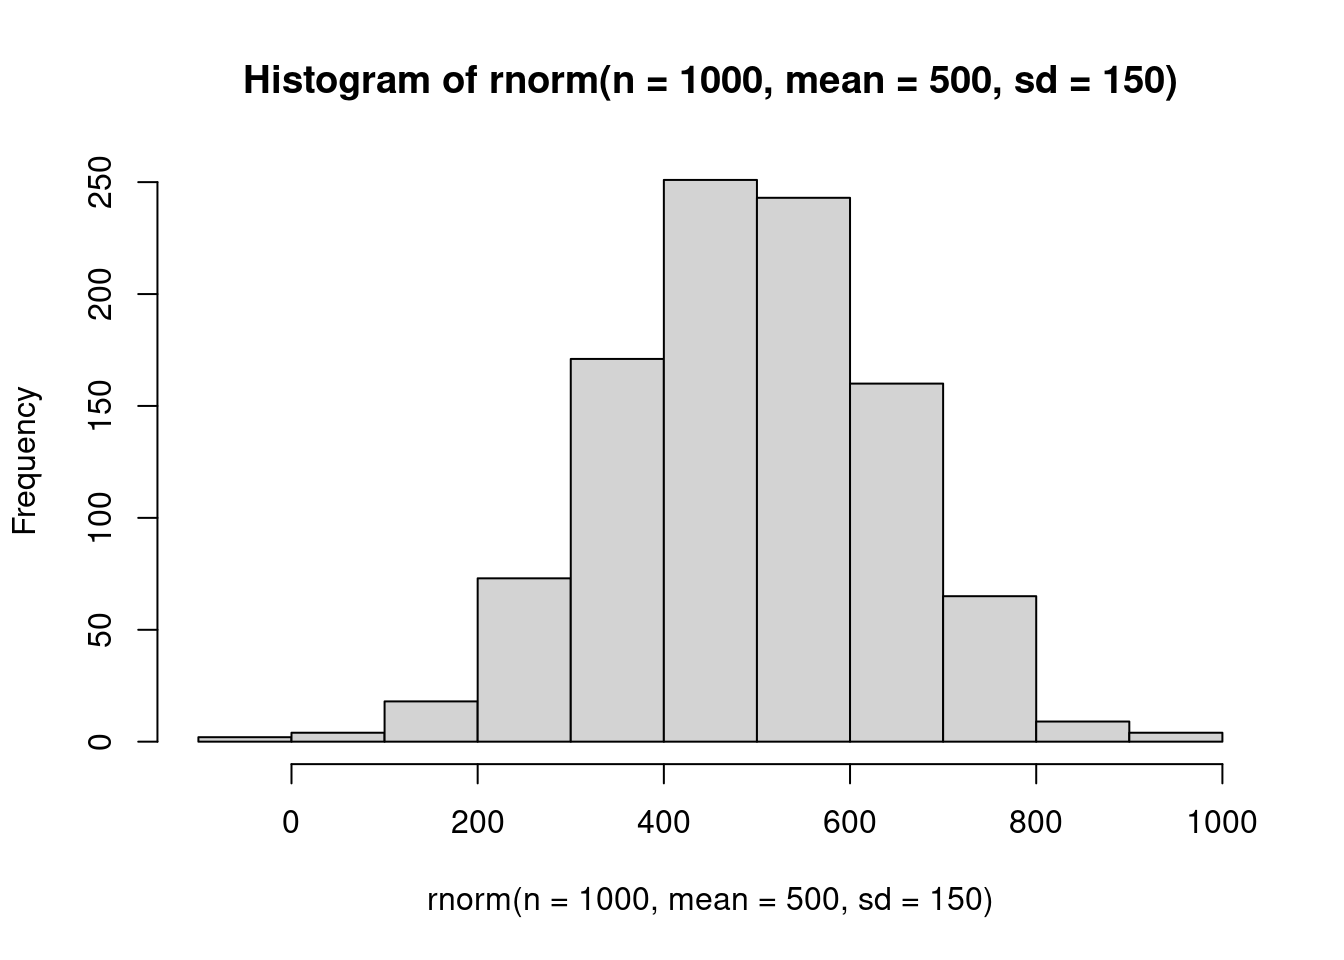 Histogram of rnorm(n = 1000, mean = 500, sd = 150)
Frequency
250
200
150
100
50
0
0 200 400 600 800 1000
rnorm(n = 1000, mean = 500, sd = 150)